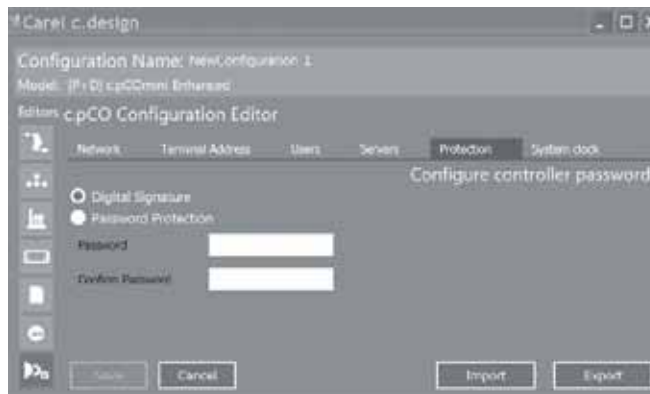 Carel c.design
Configuration Name: NewConfiguration 1
Model: (P+D) c.pCOmini Enhanced
Editors c.pCO Configuration Editor
Network Terminal Address Users Servers Protection System clock
Configure controller password
Digital Signature
Password Protection
Password
Confirm Password
Save Cancel Import Export